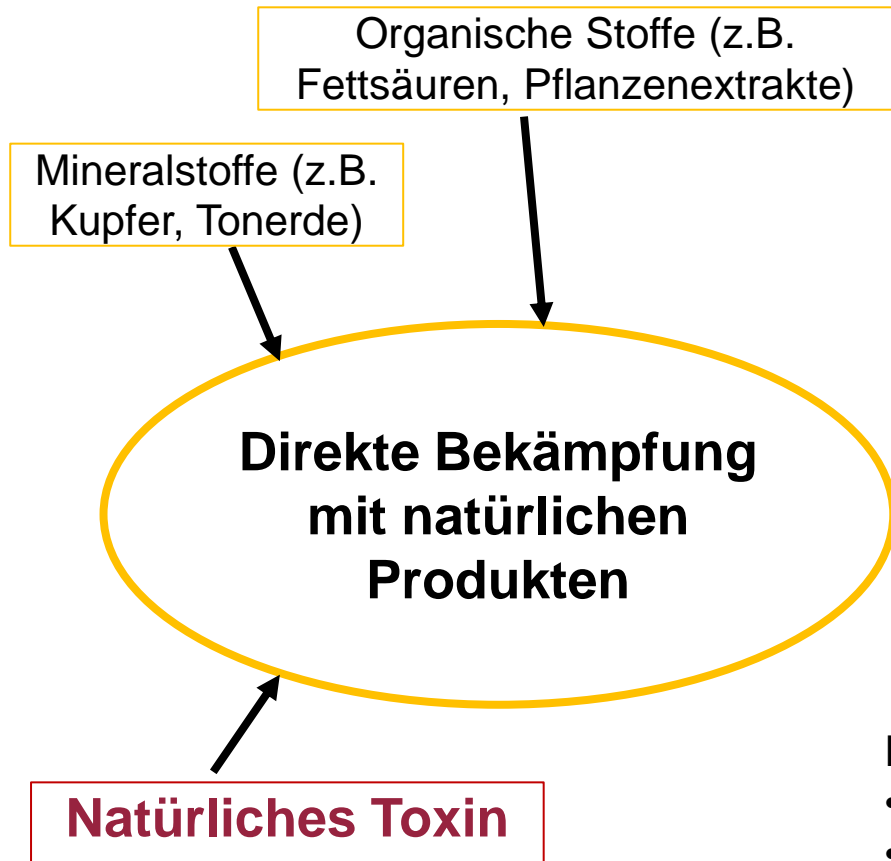 Organische Stoffe (z.B.
Fettsäuren, Pflanzenextrakte)
Mineralstoffe (z.B.
Kupfer, Tonerde)
Direkte Bekämpfung
mit natürlichen
Produkten
Natürliches Toxin
•
•